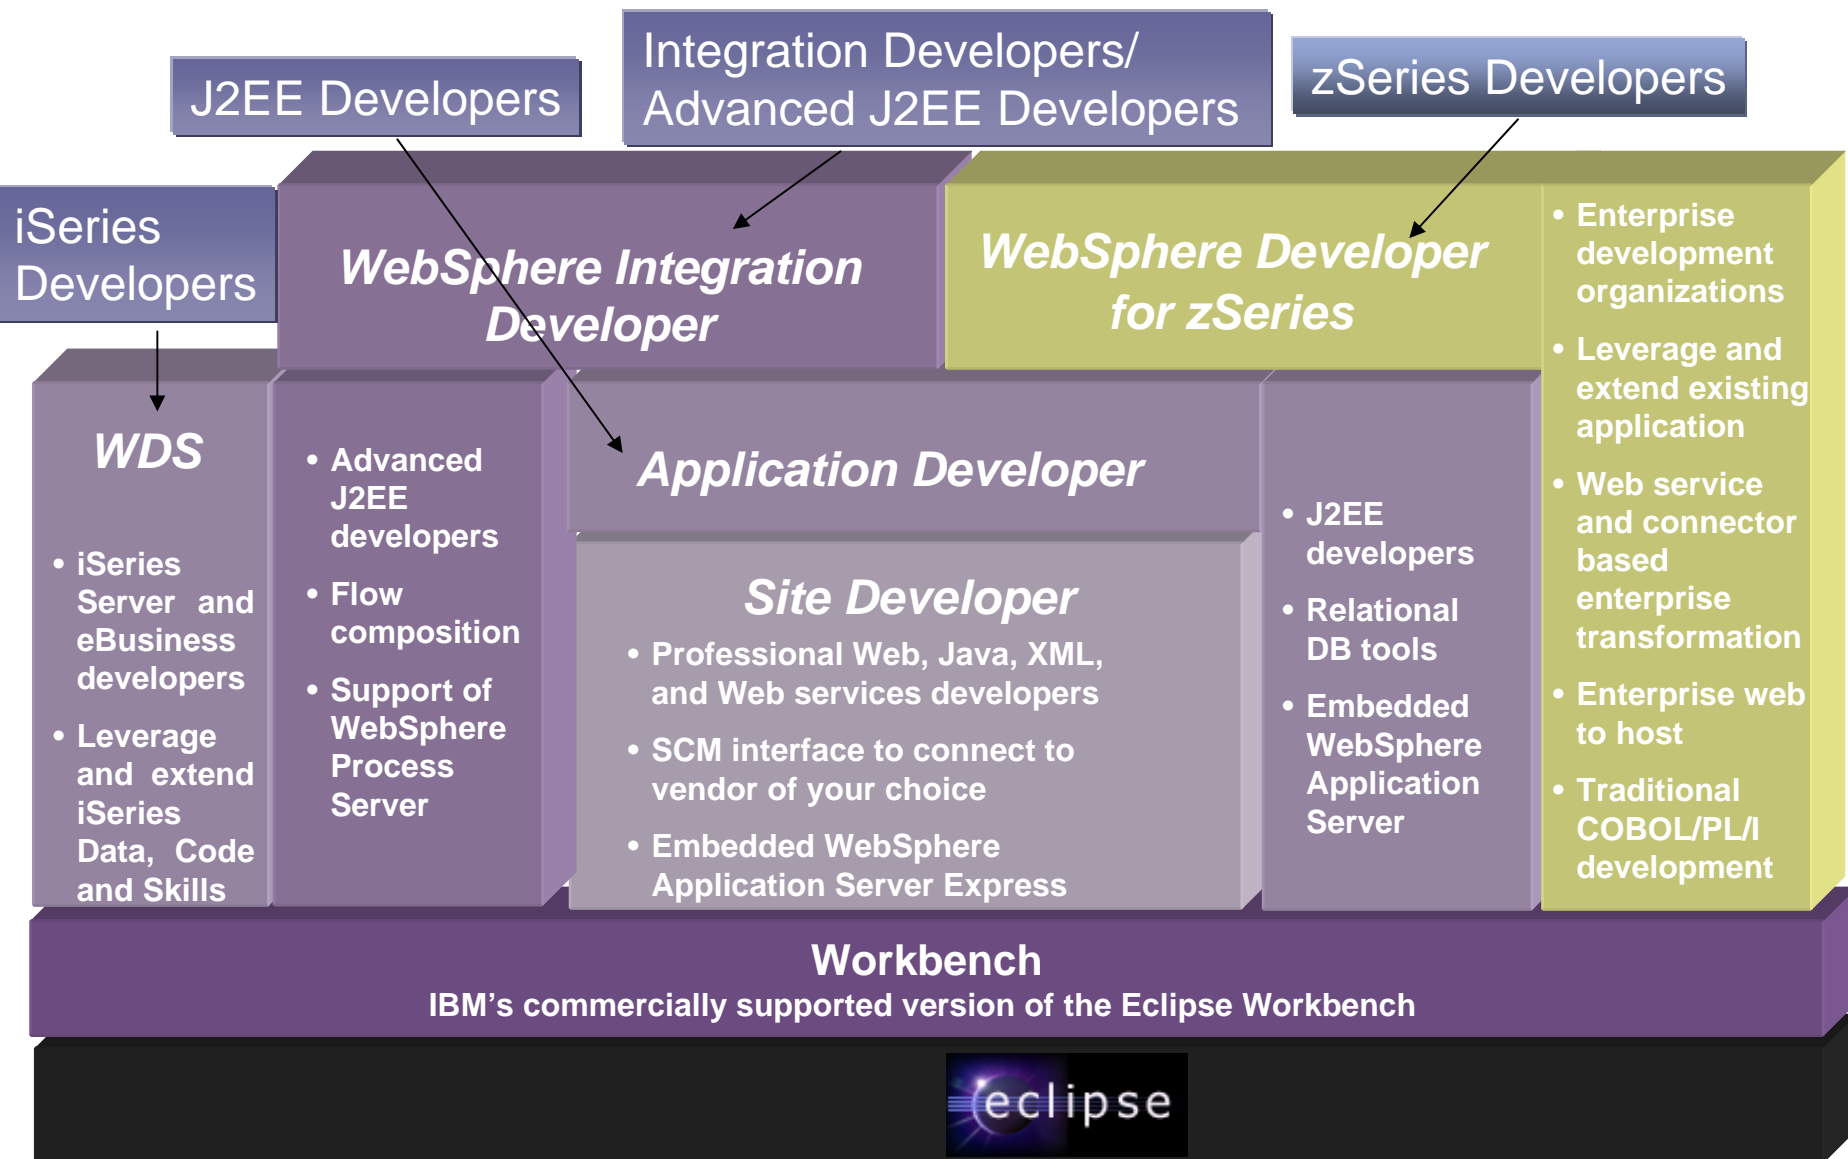 Integration Developers/
Advanced J2EE Developers
J2EE Developers
zSeries Developers
iSeries
Developers
WebSphere Integration
Developer
WebSphere Developer
for zSeries
• Enterprise
development
organizations
• Leverage and
extend existing
application
• Web service
and connector
based
enterprise
transformation
• Enterprise web
to host
• Traditional
COBOL/PL/I
development
WDS
• iSeries
Server and
eBusiness
developers
• Leverage
and extend
iSeries
Data, Code
and Skills
• Advanced
J2EE
developers
• Flow
composition
• Support of
WebSphere
Process
Server
Application Developer
Site Developer
• Professional Web, Java, XML,
and Web services developers
• SCM interface to connect to
vendor of your choice
• Embedded WebSphere
Application Server Express
• J2EE
developers
• Relational
DB tools
• Embedded
WebSphere
Application
Server
Workbench
IBM’s commercially supported version of the Eclipse Workbench
eclipse